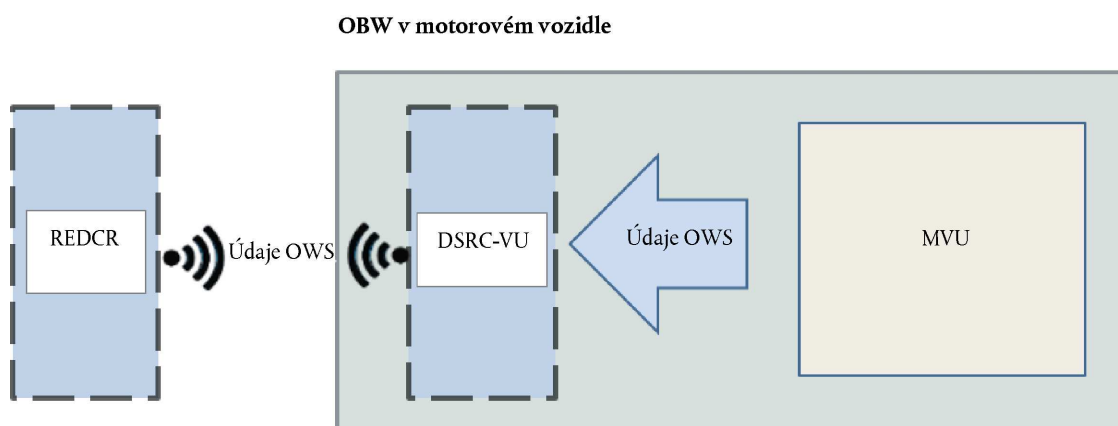 OBW v motorovém vozidle
REDCR
Údaje OWS
DSRC-VU
Údaje OWS
MVU